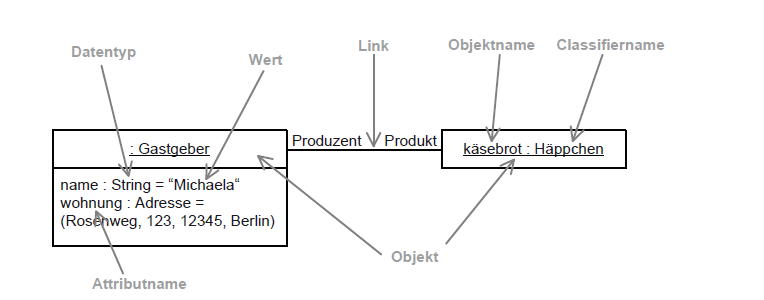 Datentyp
Wert
Link
Objektname
Classifiername
: Gastgeber
Produzent
Produkt
käsebrot : Häppchen
name : String = “Michaela“
wohnung : Adresse =
(Rosenweg, 123, 12345, Berlin)
Attributname
Objekt